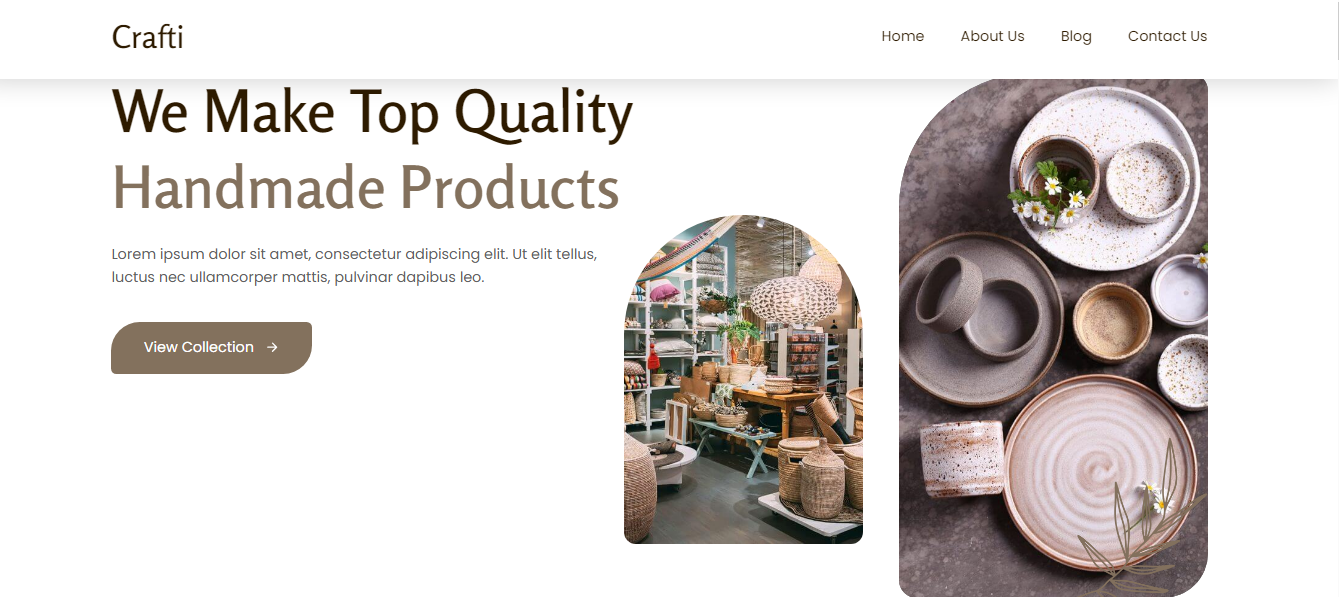 Crafti
Home
About Us
Blog
Contact Us
We Make Top Quality
Handmade Products
Lorem ipsum dolor sit amet, consectetur adipiscing elit. Ut elit tellus,
luctus nec ullamcorper mattis, pulvinar dapibus leo.
View Collection →